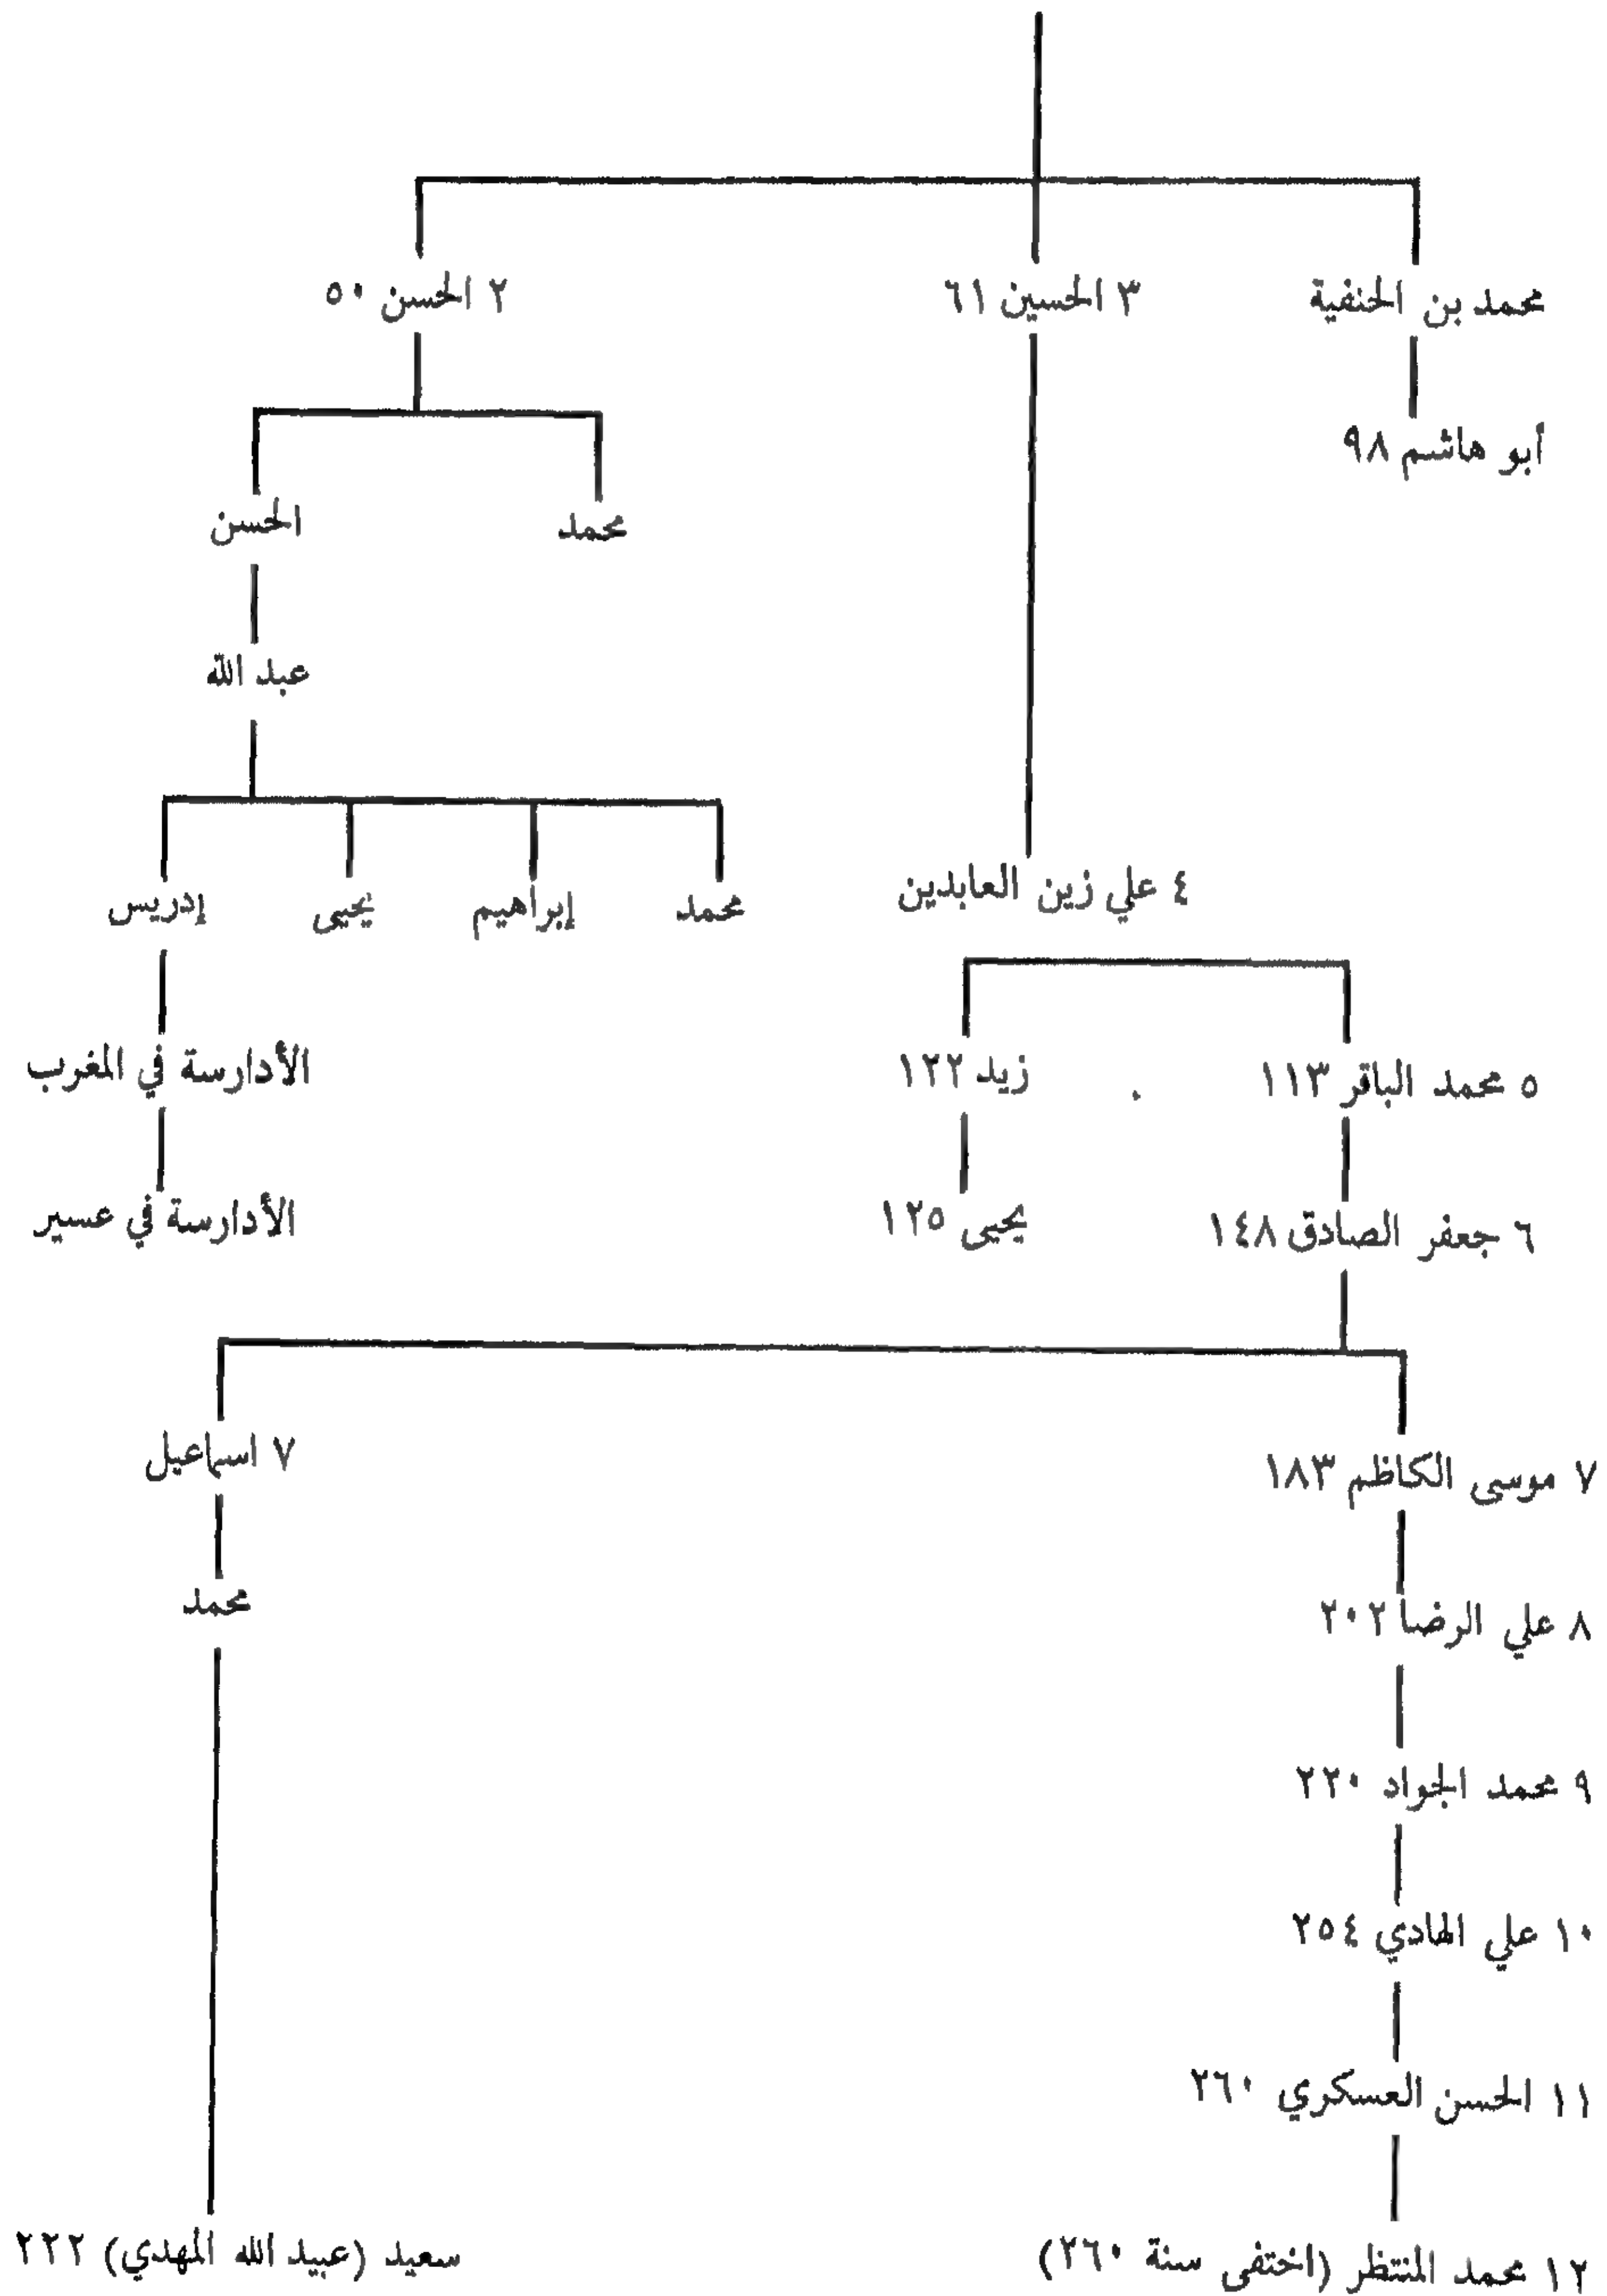 محمد بن الحنفية
٣ الحسين ٦١
٢ الحسن ٥٠
أبو هاشم ٩٨
محمد
الحسن
عبد الله
٤ علي زين العابدين
محمد
إبراهيم
يحيى
إدريس
٥ محمد الباقر ١١٣
زيد ١٢٢
الأدارسة في المغرب
٦ جعفر الصادق ١٤٨
يحيى ١٢٥
الأدارسة في عسير
٧ موسى الكاظم ١٨٣
٧ اسماعيل
٨ علي الرضا ٢٠٢
محمد
٩ محمد الجواد ٢٢٠
١٠ علي الهادي ٢٥٤
١١ الحسن العسكري ٢٦٠
١٢ محمد المنتظر (اختفى سنة ٢٦٠)
سعيد (عبيد الله المهدي) ٢٢٢